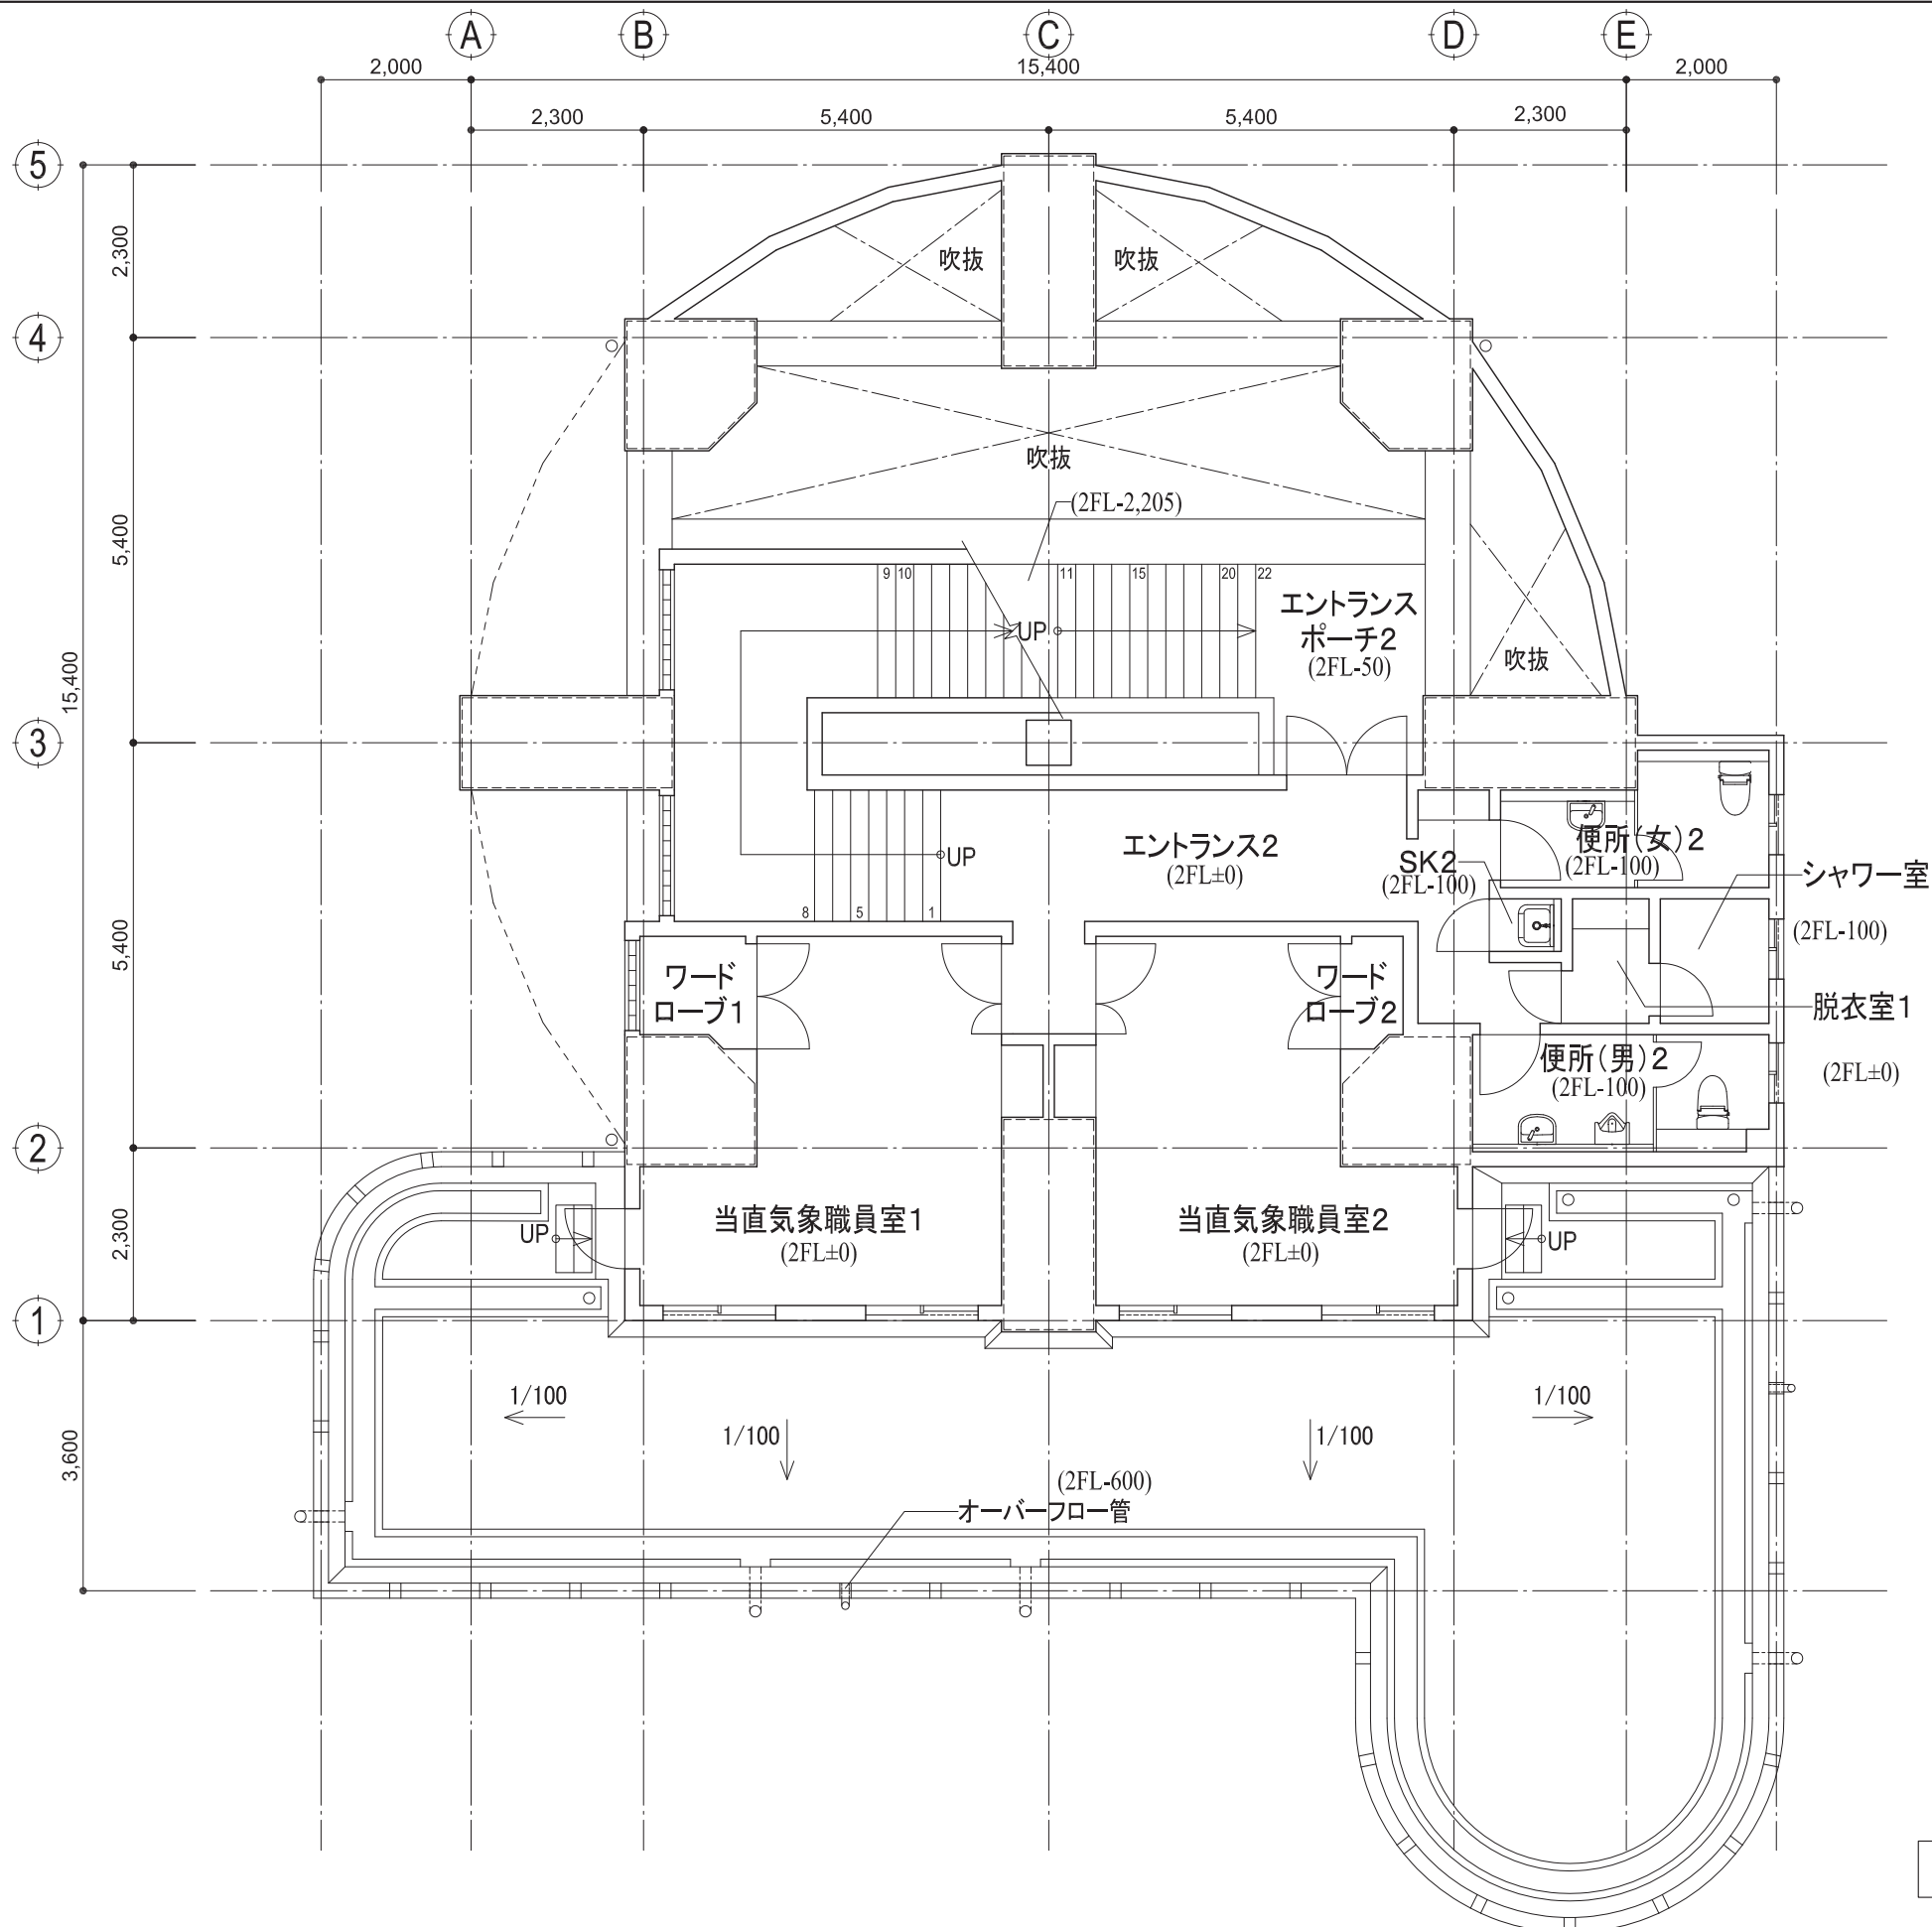 A B C D E
2,000 15,400 2,000
2,300 5,400 5,400 2,300
5
4
3
2
1
2,300
5,400
15,400
5,400
2,300
3,600
吹抜 吹抜
吹抜
(2FL-2,205)
9 10 11 15 20 22
UP
エントランス
ポーチ2
(2FL-50)
吹抜
UP
8 5 1
エントランス2
(2FL±0)
SK2
(2FL-100)
便所(女)2
(2FL-100)
シャワー室
(2FL-100)
脱衣室1
(2FL±0)
ワード
ローブ1
ワード
ローブ2
便所(男)2
(2FL-100)
当直気象職員室1
(2FL±0)
当直気象職員室2
(2FL±0)
UP
UP
1/100
1/100
1/100
1/100
(2FL-600)
オーバーフロー管